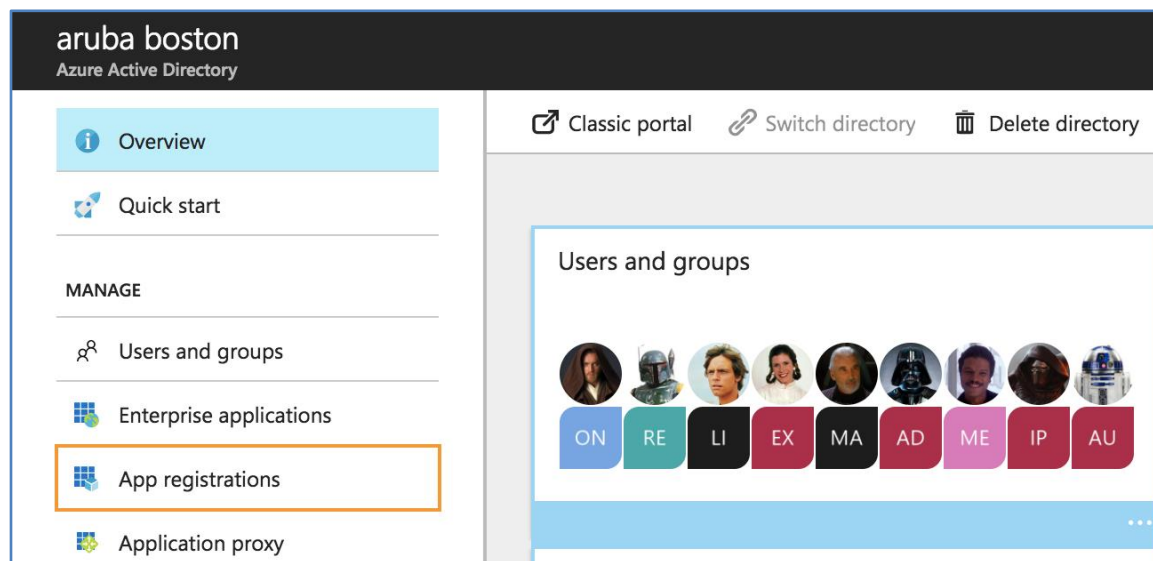 aruba boston
Azure Active Directory
Overview
Quick start
MANAGE
Users and groups
Enterprise applications
App registrations
Application proxy
Classic portal Switch directory Delete directory
Users and groups
ON RE LI EX MA AD ME IP AU